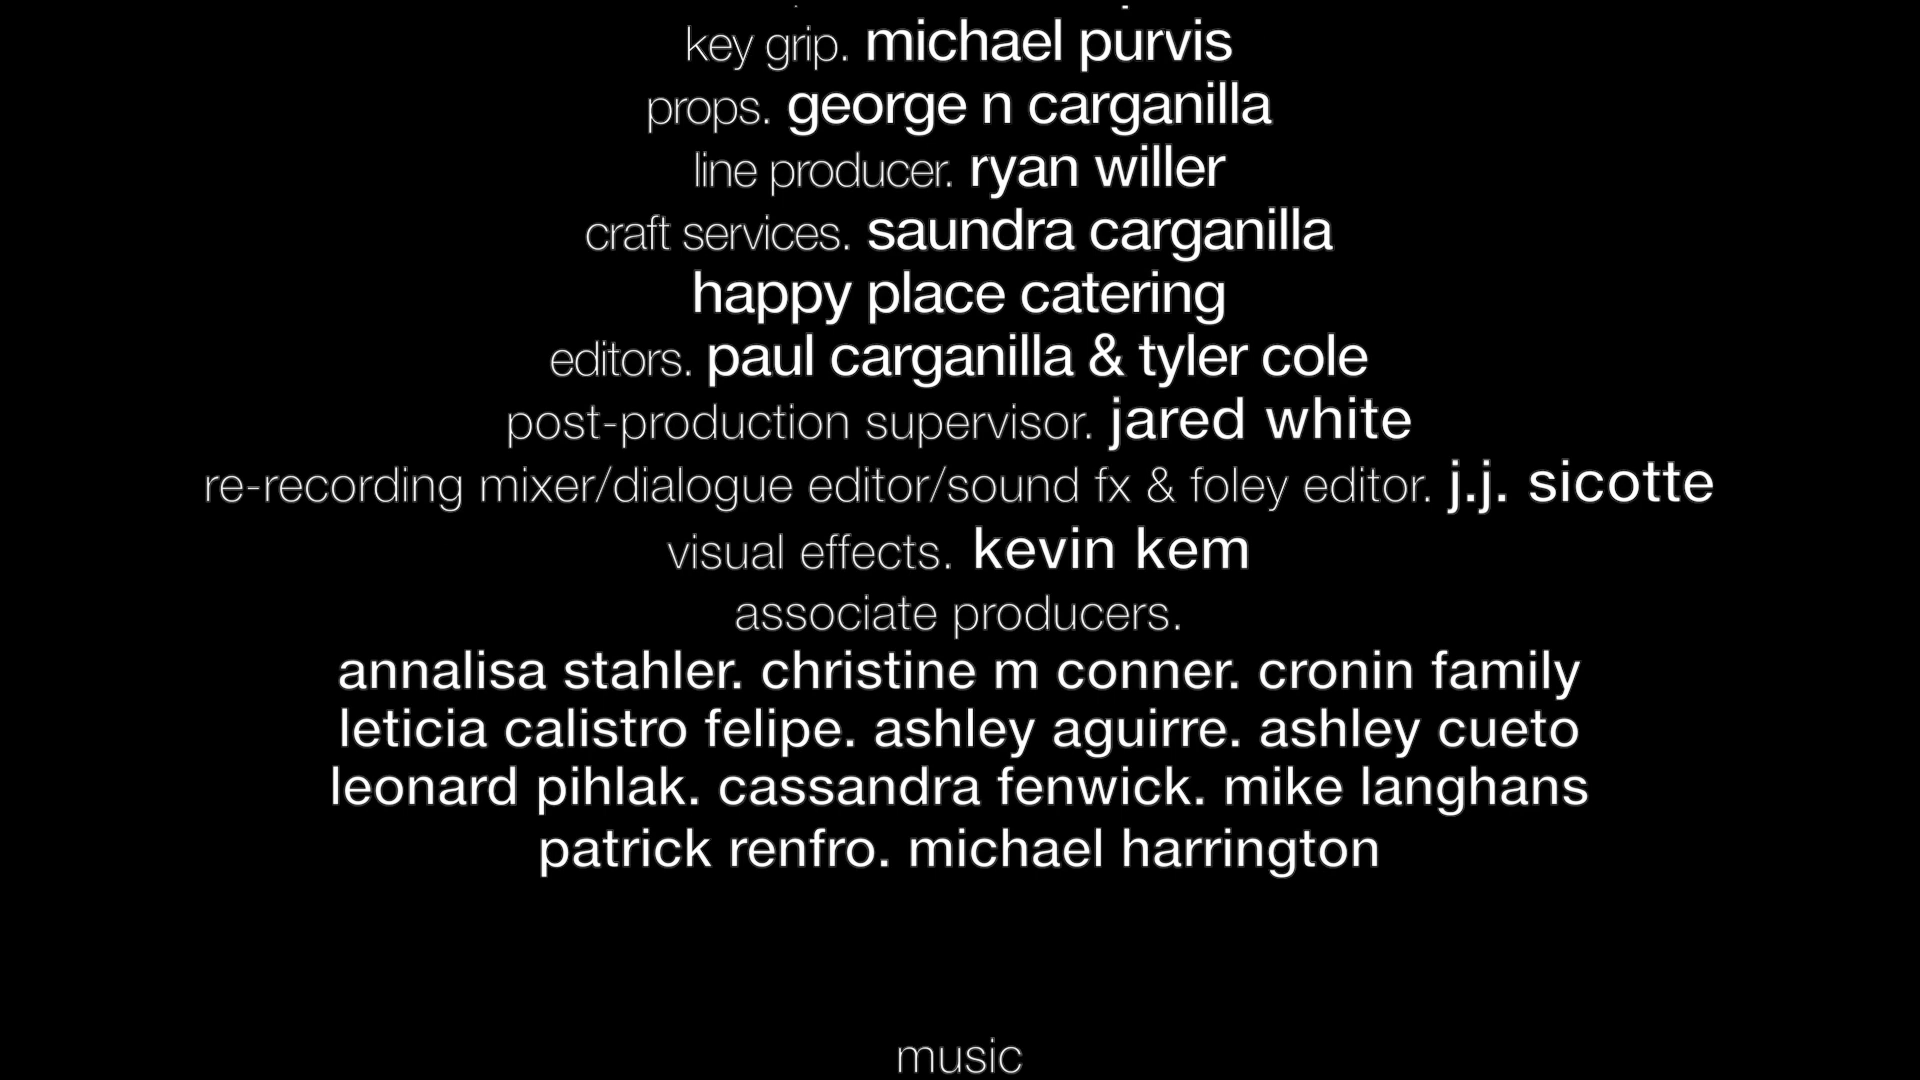 key grip. michael purvis
props. george n carganilla
line producer. ryan willer
craft services. saundra carganilla
happy place catering
editors. paul carganilla & tyler cole
post-production supervisor. jared white
re-recording mixer/dialogue editor/sound fx & foley editor. j.j. sicotte
visual effects. kevin kem
associate producers.
annalisa stahler. christine m conner. cronin family
leticia calistro felipe. ashley aguirre. ashley cueto
leonard pihlak. cassandra fenwick. mike langhans
patrick renfro. michael harrington
music